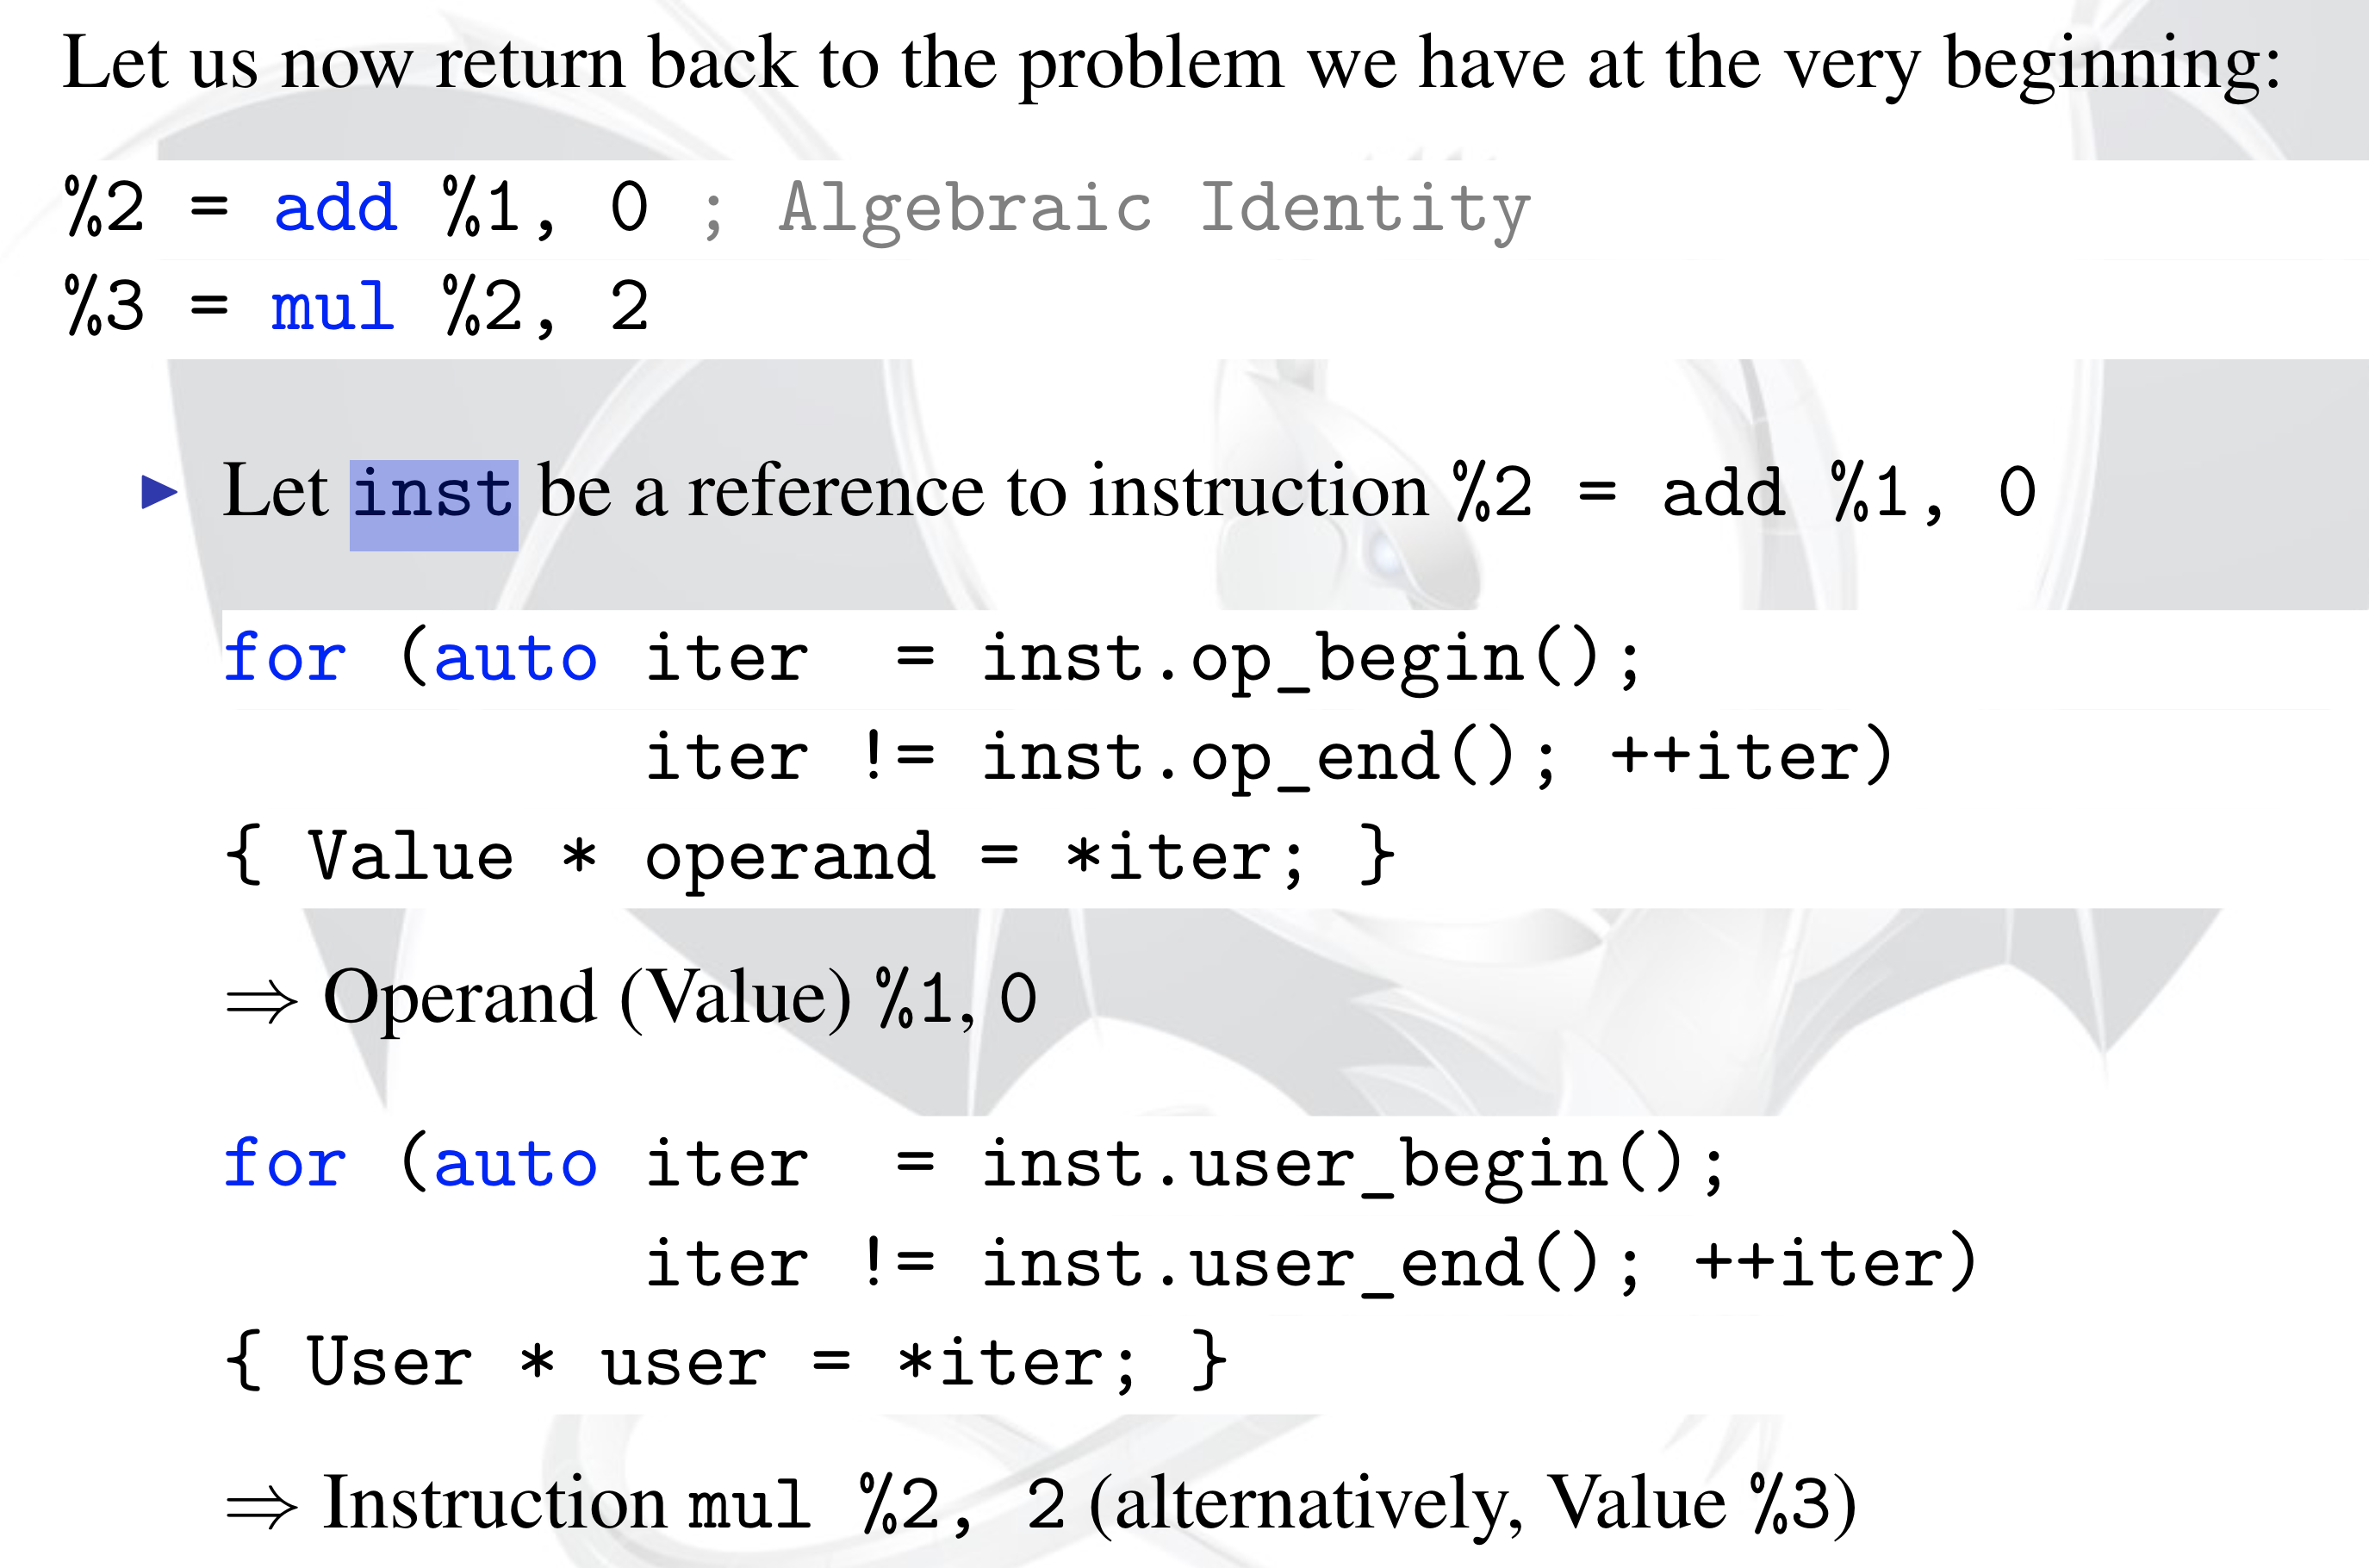 Let us now return back to the problem we have at the very beginning:
%2 = add %1, 0 ; Algebraic Identity
%3 = mul %2, 2
▶ Let inst be a reference to instruction %2 = add %1, 0
for (auto iter  = inst.op_begin();
          iter != inst.op_end(); ++iter)
{ Value * operand = *iter; }
⇒ Operand (Value) %1, 0
for (auto iter  = inst.user_begin();
          iter != inst.user_end(); ++iter)
{ User * user = *iter; }
⇒ Instruction mul %2, 2 (alternatively, Value %3)